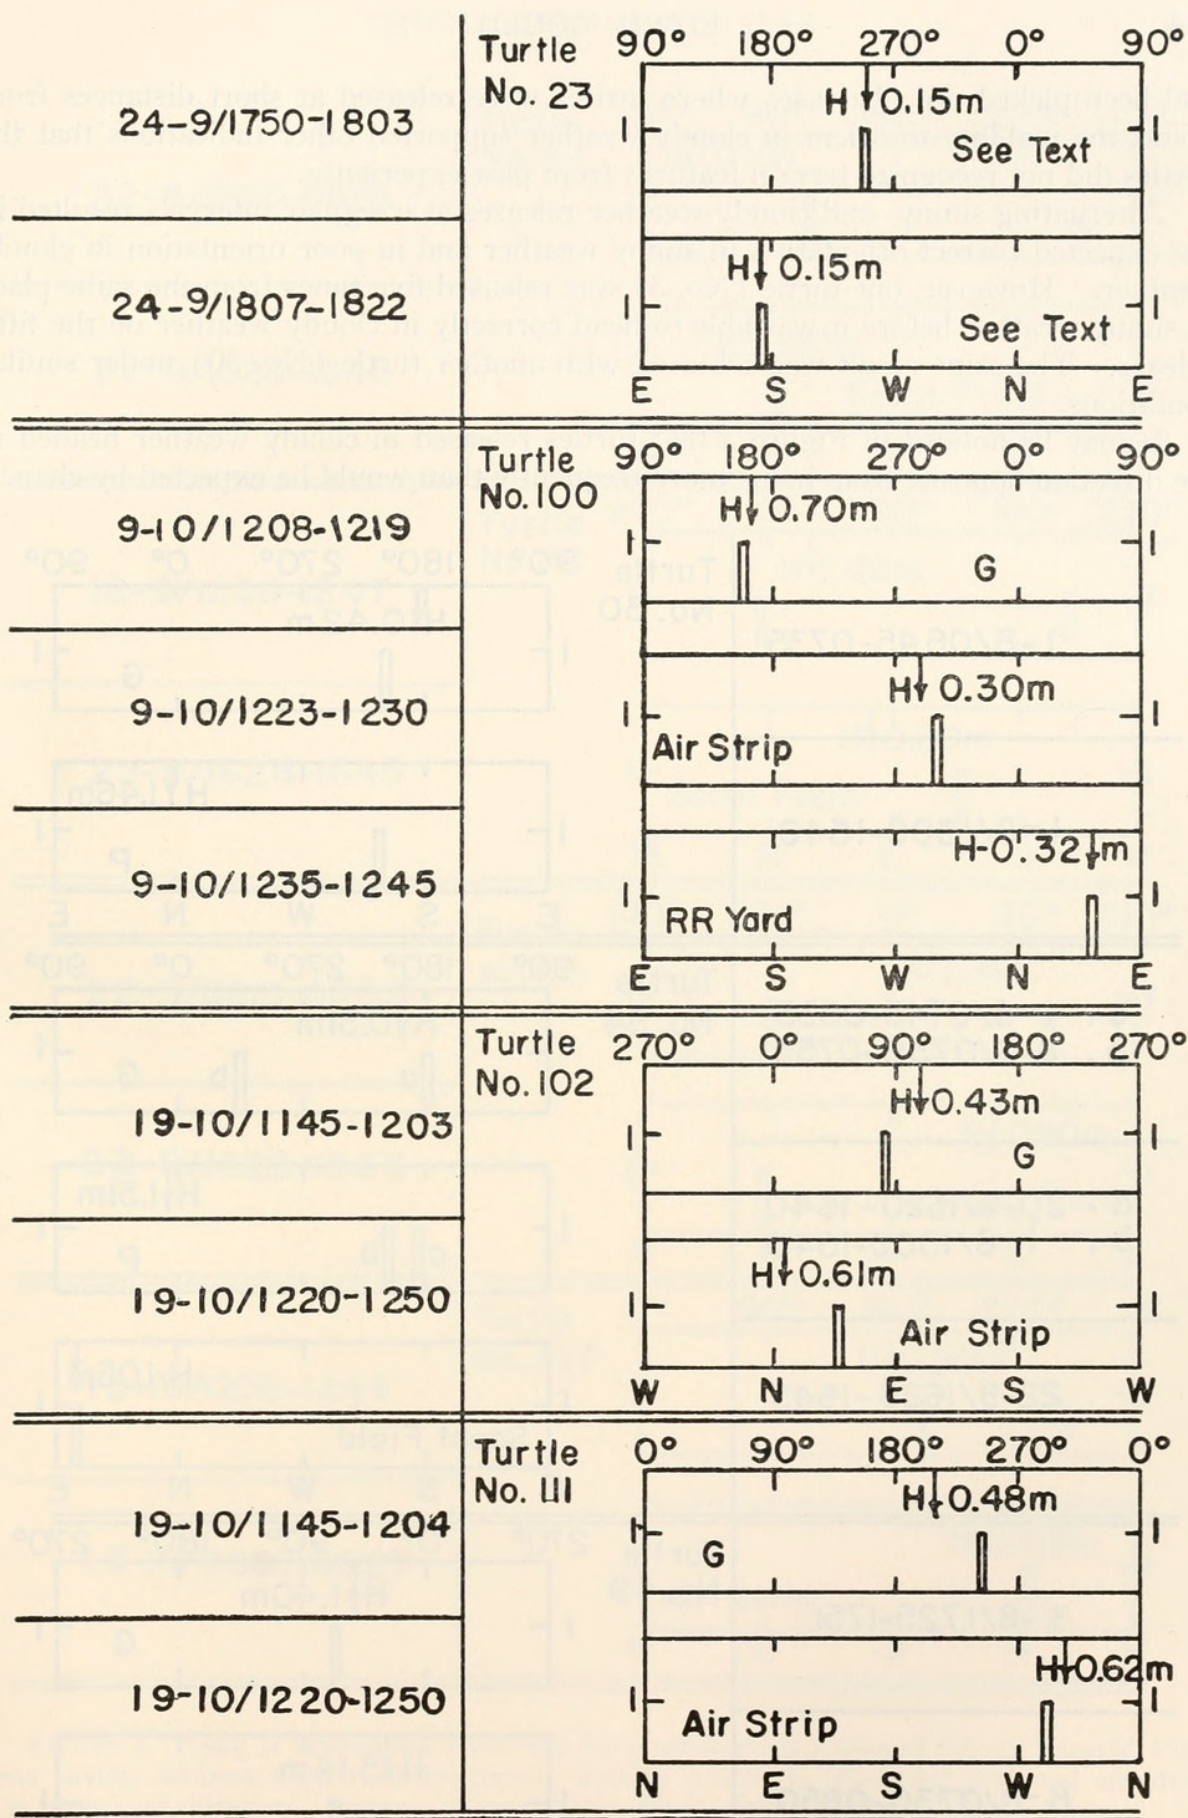 Turtle 90° 180° 270° 0° 90°
No. 23
24-9/1750-1803
H 0.15m
1 1
See Text
24-9/1807-1822
H 0.15m
1 1
See Text
E S W N E
Turtle 90° 180° 270° 0° 90°
No. 100
9-10/1208-1219
H 0.70m
1 1
G
9-10/1223-1230
H 0.30m
1 1
Air Strip
9-10/1235-1245
H-0.32 m
1 1
RR Yard
E S W N E
Turtle 270° 0° 90° 180° 270°
No. 102
19-10/1145-1203
H 0.43m
1 1
G
19-10/1220-1250
H 0.61m
1 1
Air Strip
W N E S W
Turtle 0° 90° 180° 270° 0°
No. 111
19-10/1145-1204
H 0.48m
1 1
G
19-10/1220-1250
H 0.62m
1 1
Air Strip
N E S W N